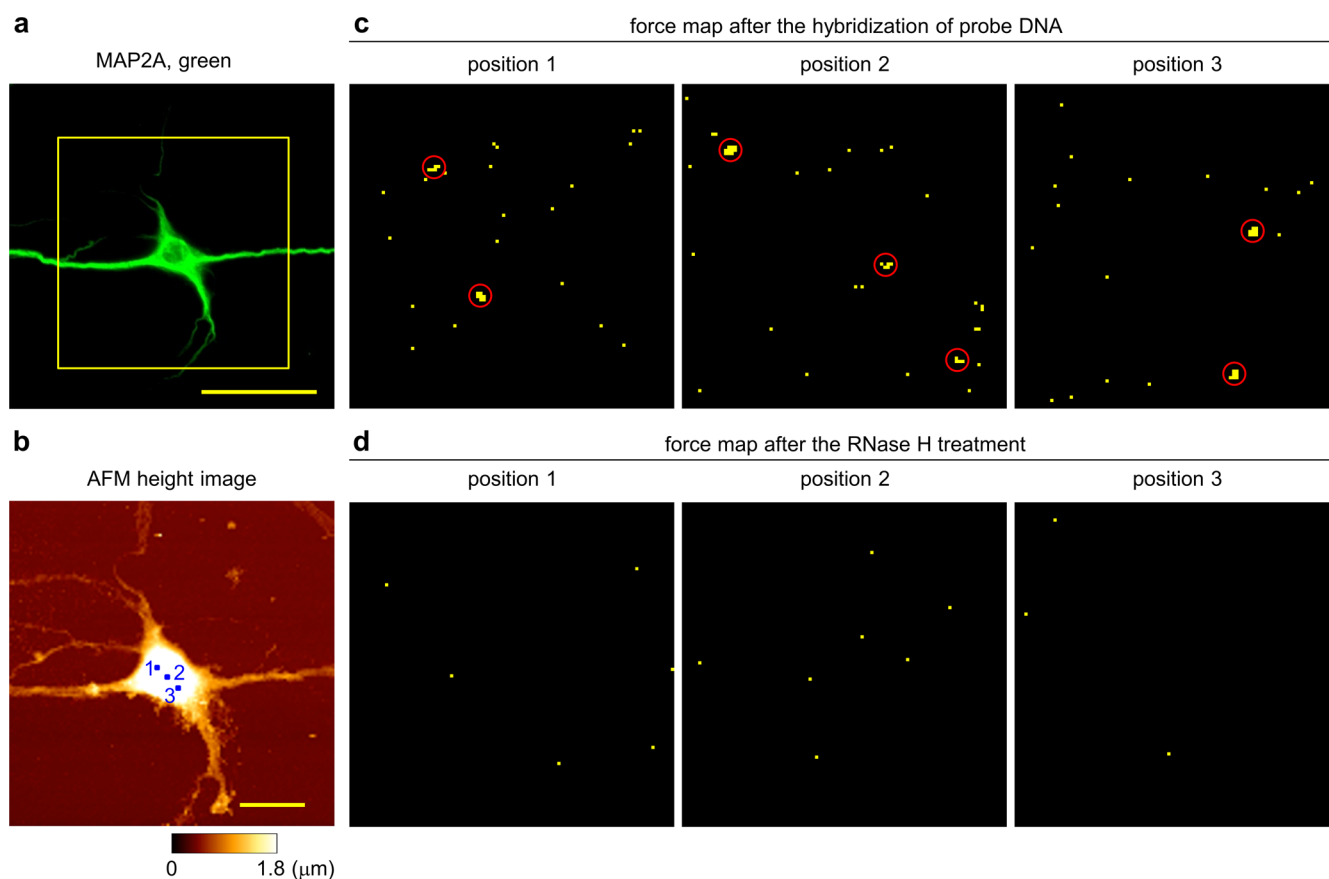 a
MAP2A, green
c
force map after the hybridization of probe DNA
position 1
position 2
position 3
b
AFM height image
1
2
3
0
1.8 (μm)
d
force map after the RNase H treatment
position 1
position 2
position 3